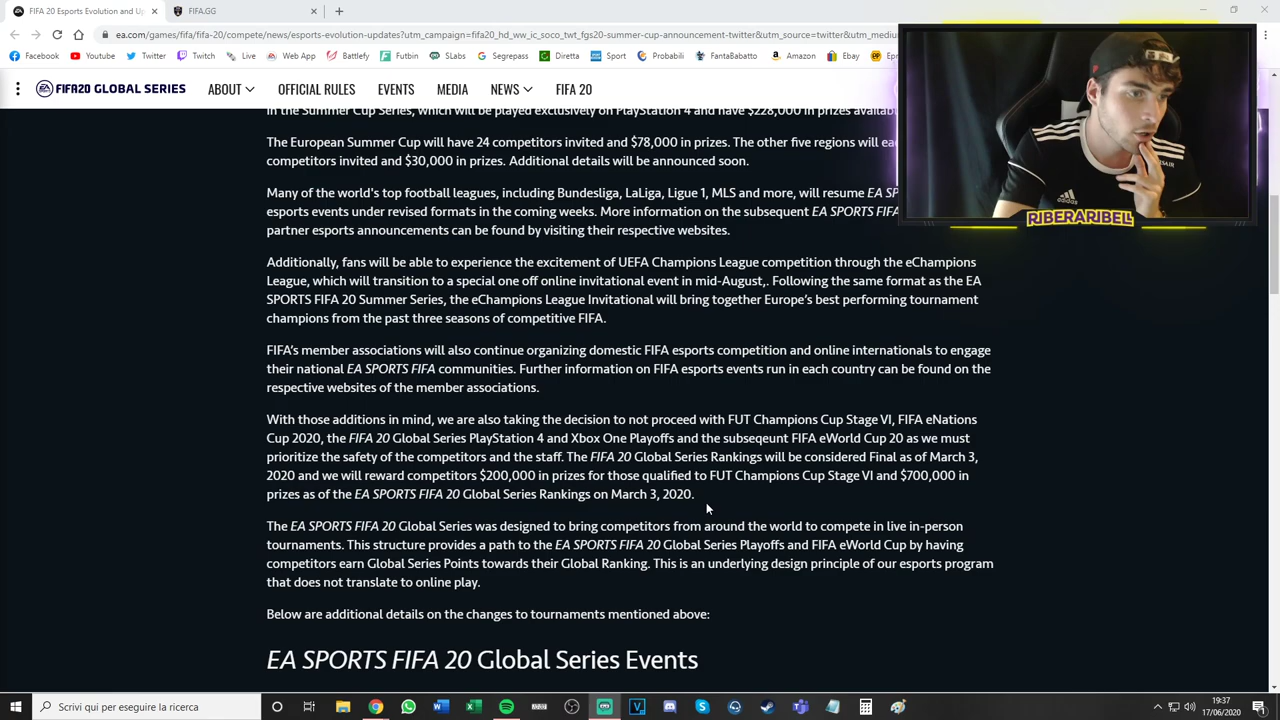 FIFA 20 Esports Evolution and Up
FIFA.GG
ea.com/games/fifa/fifa-20/compete/news/esports-evolution-updates?utm_campaign=fifa20_hd_ww_ic_soco_twt_fgs20-summer-cup-announcement-twitter&utm_source=twitter&utm_mediu
Facebook Youtube Twitter Twitch Live Web App Battlefy Futbin SLabs Segrepass Diretta Sport Probabili FantaBabatto Amazon Ebay
FIFA20 GLOBAL SERIES ABOUT OFFICIAL RULES EVENTS MEDIA NEWS FIFA 20
in the Summer Cup Series, which will be played exclusively on PlayStation 4 and have $228,000 in prizes availab
The European Summer Cup will have 24 competitors invited and $78,000 in prizes. The other five regions will ea
competitors invited and $30,000 in prizes. Additional details will be announced soon.
Many of the world's top football leagues, including Bundesliga, LaLiga, Ligue 1, MLS and more, will resume EA SP
esports events under revised formats in the coming weeks. More information on the subsequent EA SPORTS FIFA
partner esports announcements can be found by visiting their respective websites.
Additionally, fans will be able to experience the excitement of UEFA Champions League competition through the eChampions
League, which will transition to a special one off online invitational event in mid-August,. Following the same format as the EA
SPORTS FIFA 20 Summer Series, the eChampions League Invitational will bring together Europe's best performing tournament
champions from the past three seasons of competitive FIFA.
FIFA's member associations will also continue organizing domestic FIFA esports competition and online internationals to engage
their national EA SPORTS FIFA communities. Further information on FIFA esports events run in each country can be found on the
respective websites of the member associations.
With those additions in mind, we are also taking the decision to not proceed with FUT Champions Cup Stage VI, FIFA eNations
Cup 2020, the FIFA 20 Global Series PlayStation 4 and Xbox One Playoffs and the subseqeunt FIFA eWorld Cup 20 as we must
prioritize the safety of the competitors and the staff. The FIFA 20 Global Series Rankings will be considered Final as of March 3,
2020 and we will reward competitors $200,000 in prizes for those qualified to FUT Champions Cup Stage VI and $700,000 in
prizes as of the EA SPORTS FIFA 20 Global Series Rankings on March 3, 2020.
The EA SPORTS FIFA 20 Global Series was designed to bring competitors from around the world to compete in live in-person
tournaments. This structure provides a path to the EA SPORTS FIFA 20 Global Series Playoffs and FIFA eWorld Cup by having
competitors earn Global Series Points towards their Global Ranking. This is an underlying design principle of our esports program
that does not translate to online play.
Below are additional details on the changes to tournaments mentioned above:
EA SPORTS FIFA 20 Global Series Events
adidas
RIBERARIBELL
Scrivi qui per eseguire la ricerca
19:37
17/06/2020